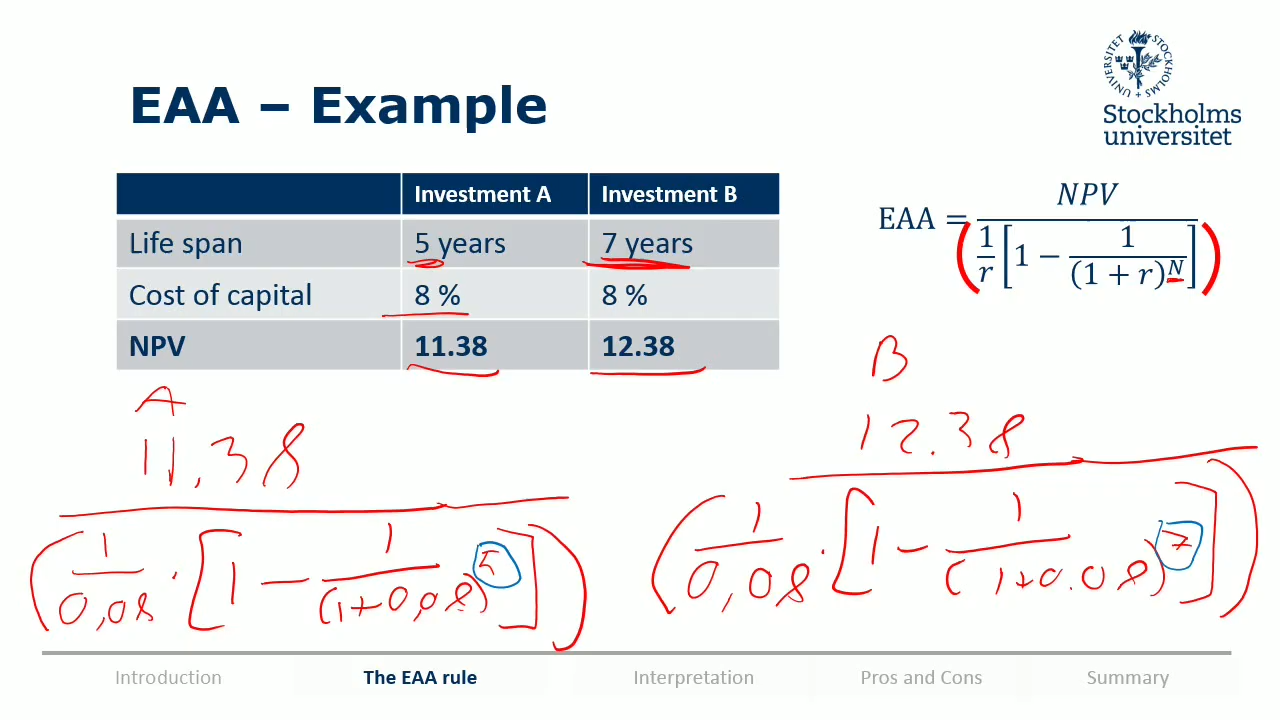 EAA – Example
UNIVERSITET STOCKHOLMS
Stockholms
universitet
Investment A Investment B
Life span 5 years 7 years
Cost of capital 8 % 8 %
NPV 11.38 12.38
EAA = NPV
1/r [1 − 1/(1 + r)^N]
A
11,38
(1/0,08 · [1 − 1/(1+0,08)^5])
B
12.38
(1/0,08 · [1 − 1/(1+0.08)^7])
Introduction The EAA rule Interpretation Pros and Cons Summary